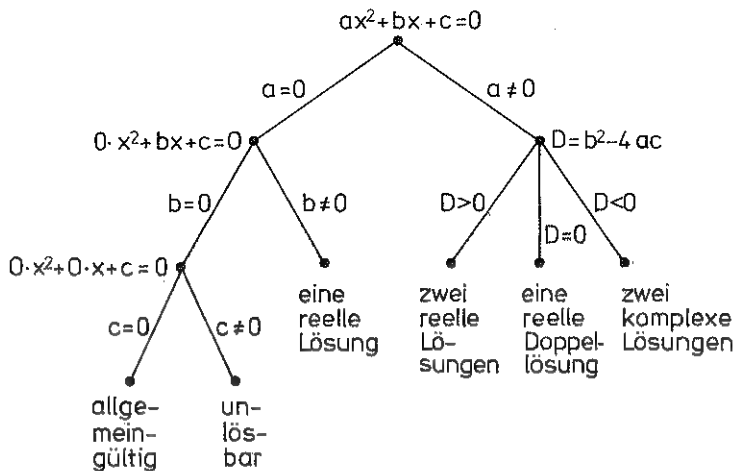 ax²+bx+c=0
a=0
a≠0
0·x²+bx+c=0
D=b²-4ac
b=0
b≠0
D>0
D=0
D<0
0·x²+0·x+c=0
c=0
c≠0
eine
reelle
Lösung
zwei
reelle
Lö-
sungen
eine
reelle
Doppel-
lösung
zwei
komplexe
Lösungen
allge-
mein-
gültig
un-
lös-
bar